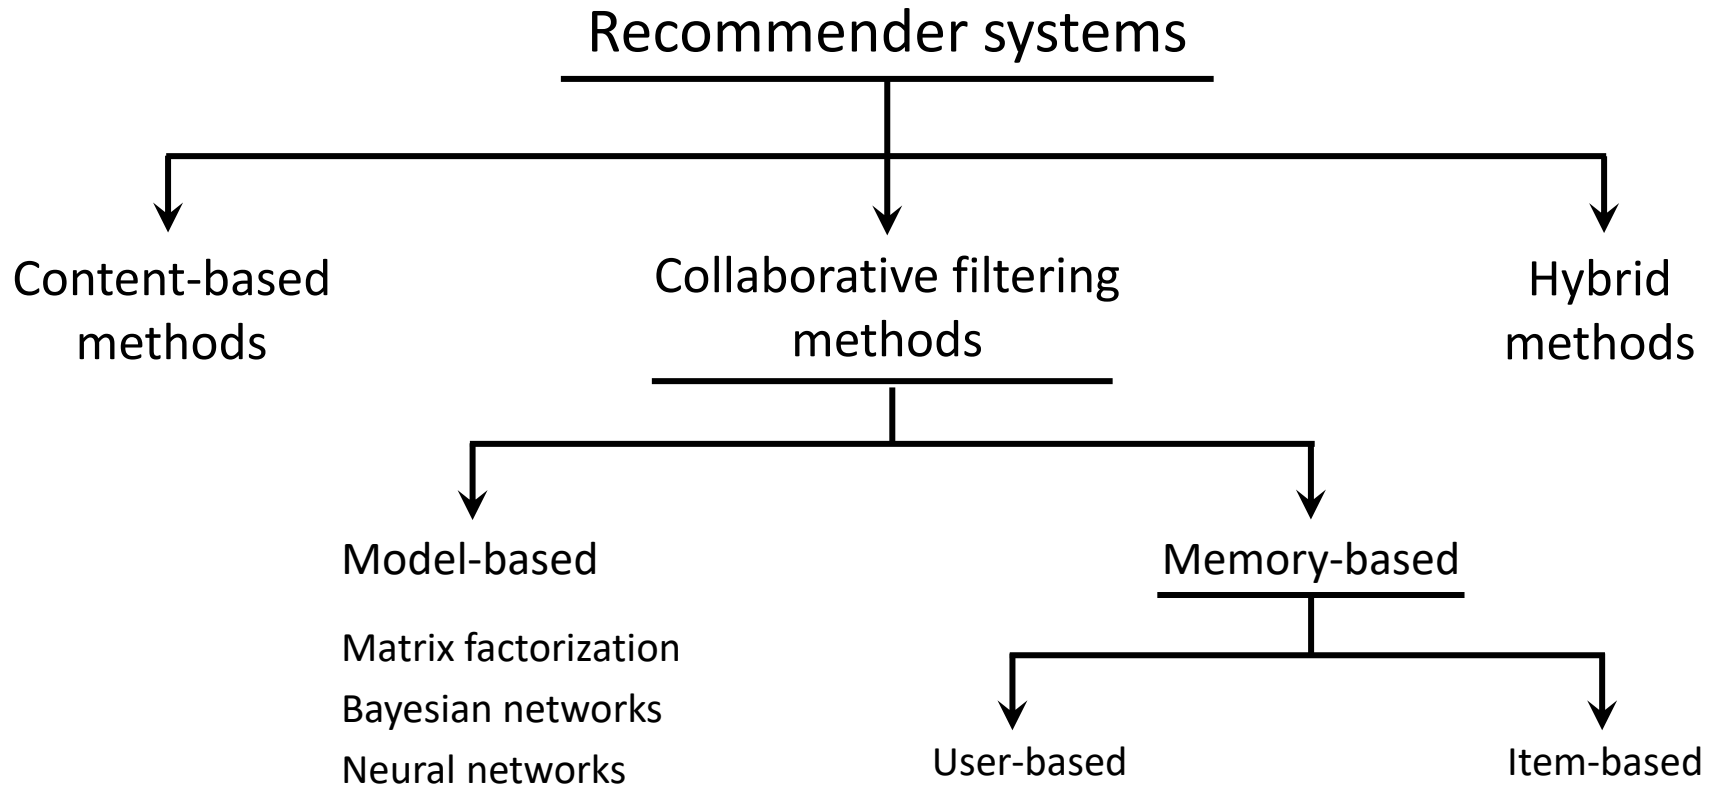 Recommender systems
Content-based
methods
Collaborative filtering
methods
Hybrid
methods
Model-based
Matrix factorization
Bayesian networks
Neural networks
Memory-based
User-based
Item-based